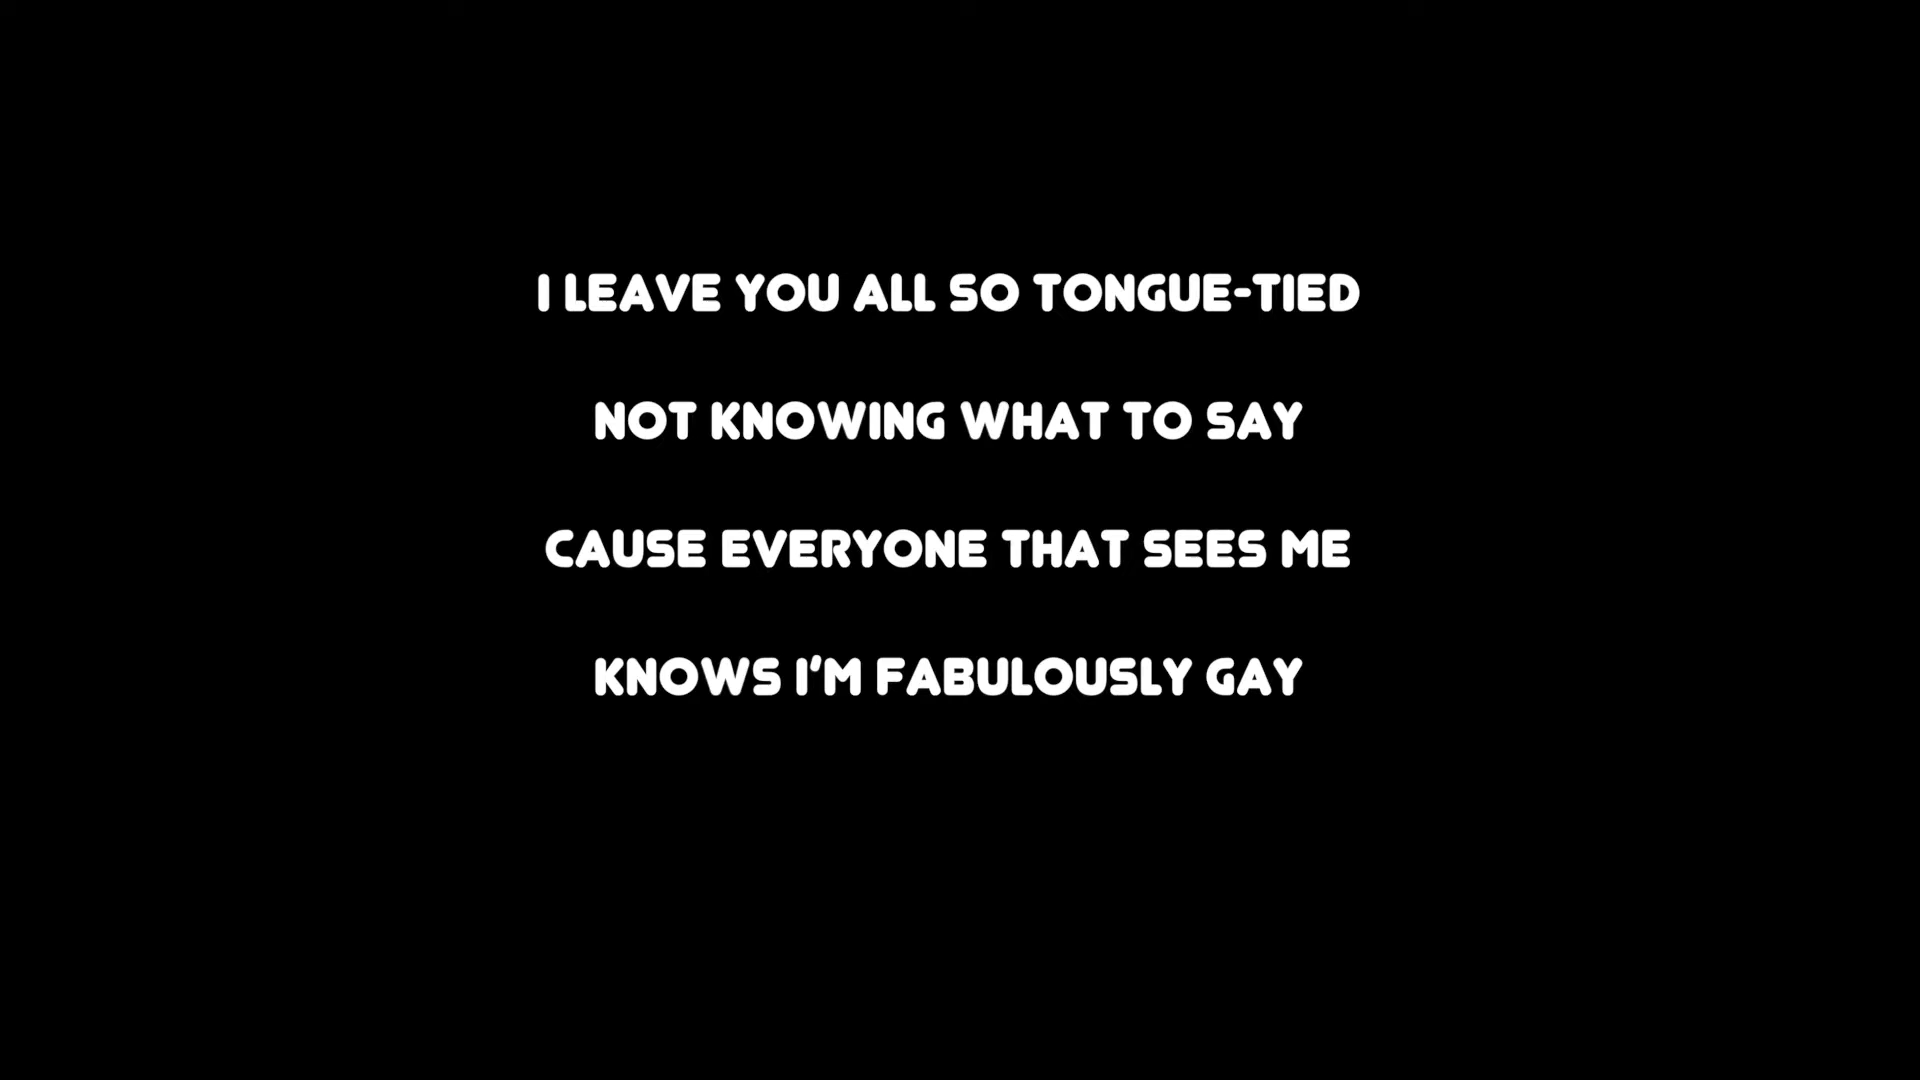 I LEAVE YOU ALL SO TONGUE-TIED
NOT KNOWING WHAT TO SAY
CAUSE EVERYONE THAT SEES ME
KNOWS I'M FABULOUSLY GAY